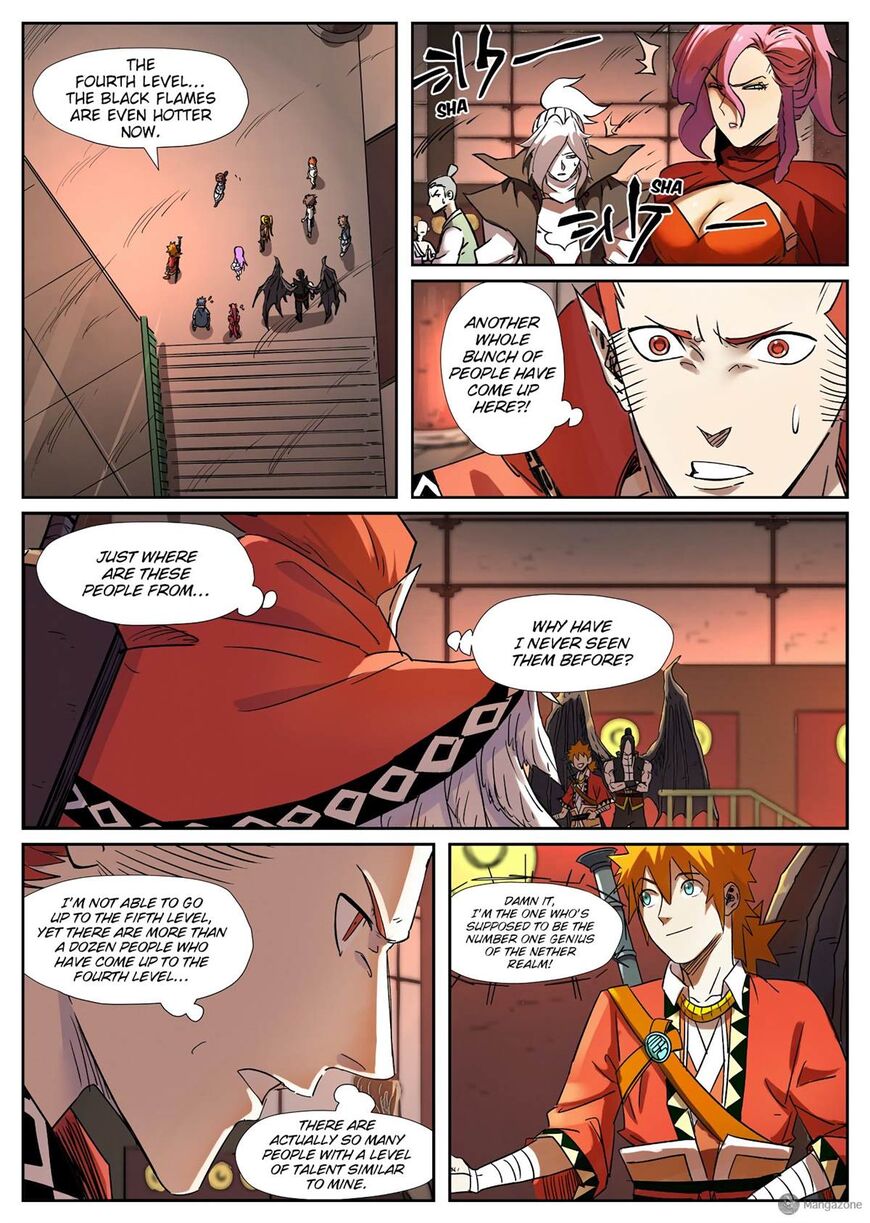 THE
FOURTH LEVEL...
THE BLACK FLAMES
ARE EVEN HOTTER
NOW.
SHA
SHA
ANOTHER
WHOLE
BUNCH OF
PEOPLE HAVE
COME UP
HERE?!
JUST WHERE
ARE THESE
PEOPLE FROM...
WHY HAVE
I NEVER SEEN
THEM BEFORE?
I'M NOT ABLE TO GO
UP TO THE FIFTH LEVEL,
YET THERE ARE MORE THAN
A DOZEN PEOPLE WHO
HAVE COME UP TO THE
FOURTH LEVEL...
THERE ARE
ACTUALLY SO MANY
PEOPLE WITH A LEVEL
OF TALENT SIMILAR
TO MINE.
DAMN IT,
I'M THE ONE WHO'S
SUPPOSED TO BE THE
NUMBER ONE GENIUS
OF THE NETHER
REALM!
Mangazone